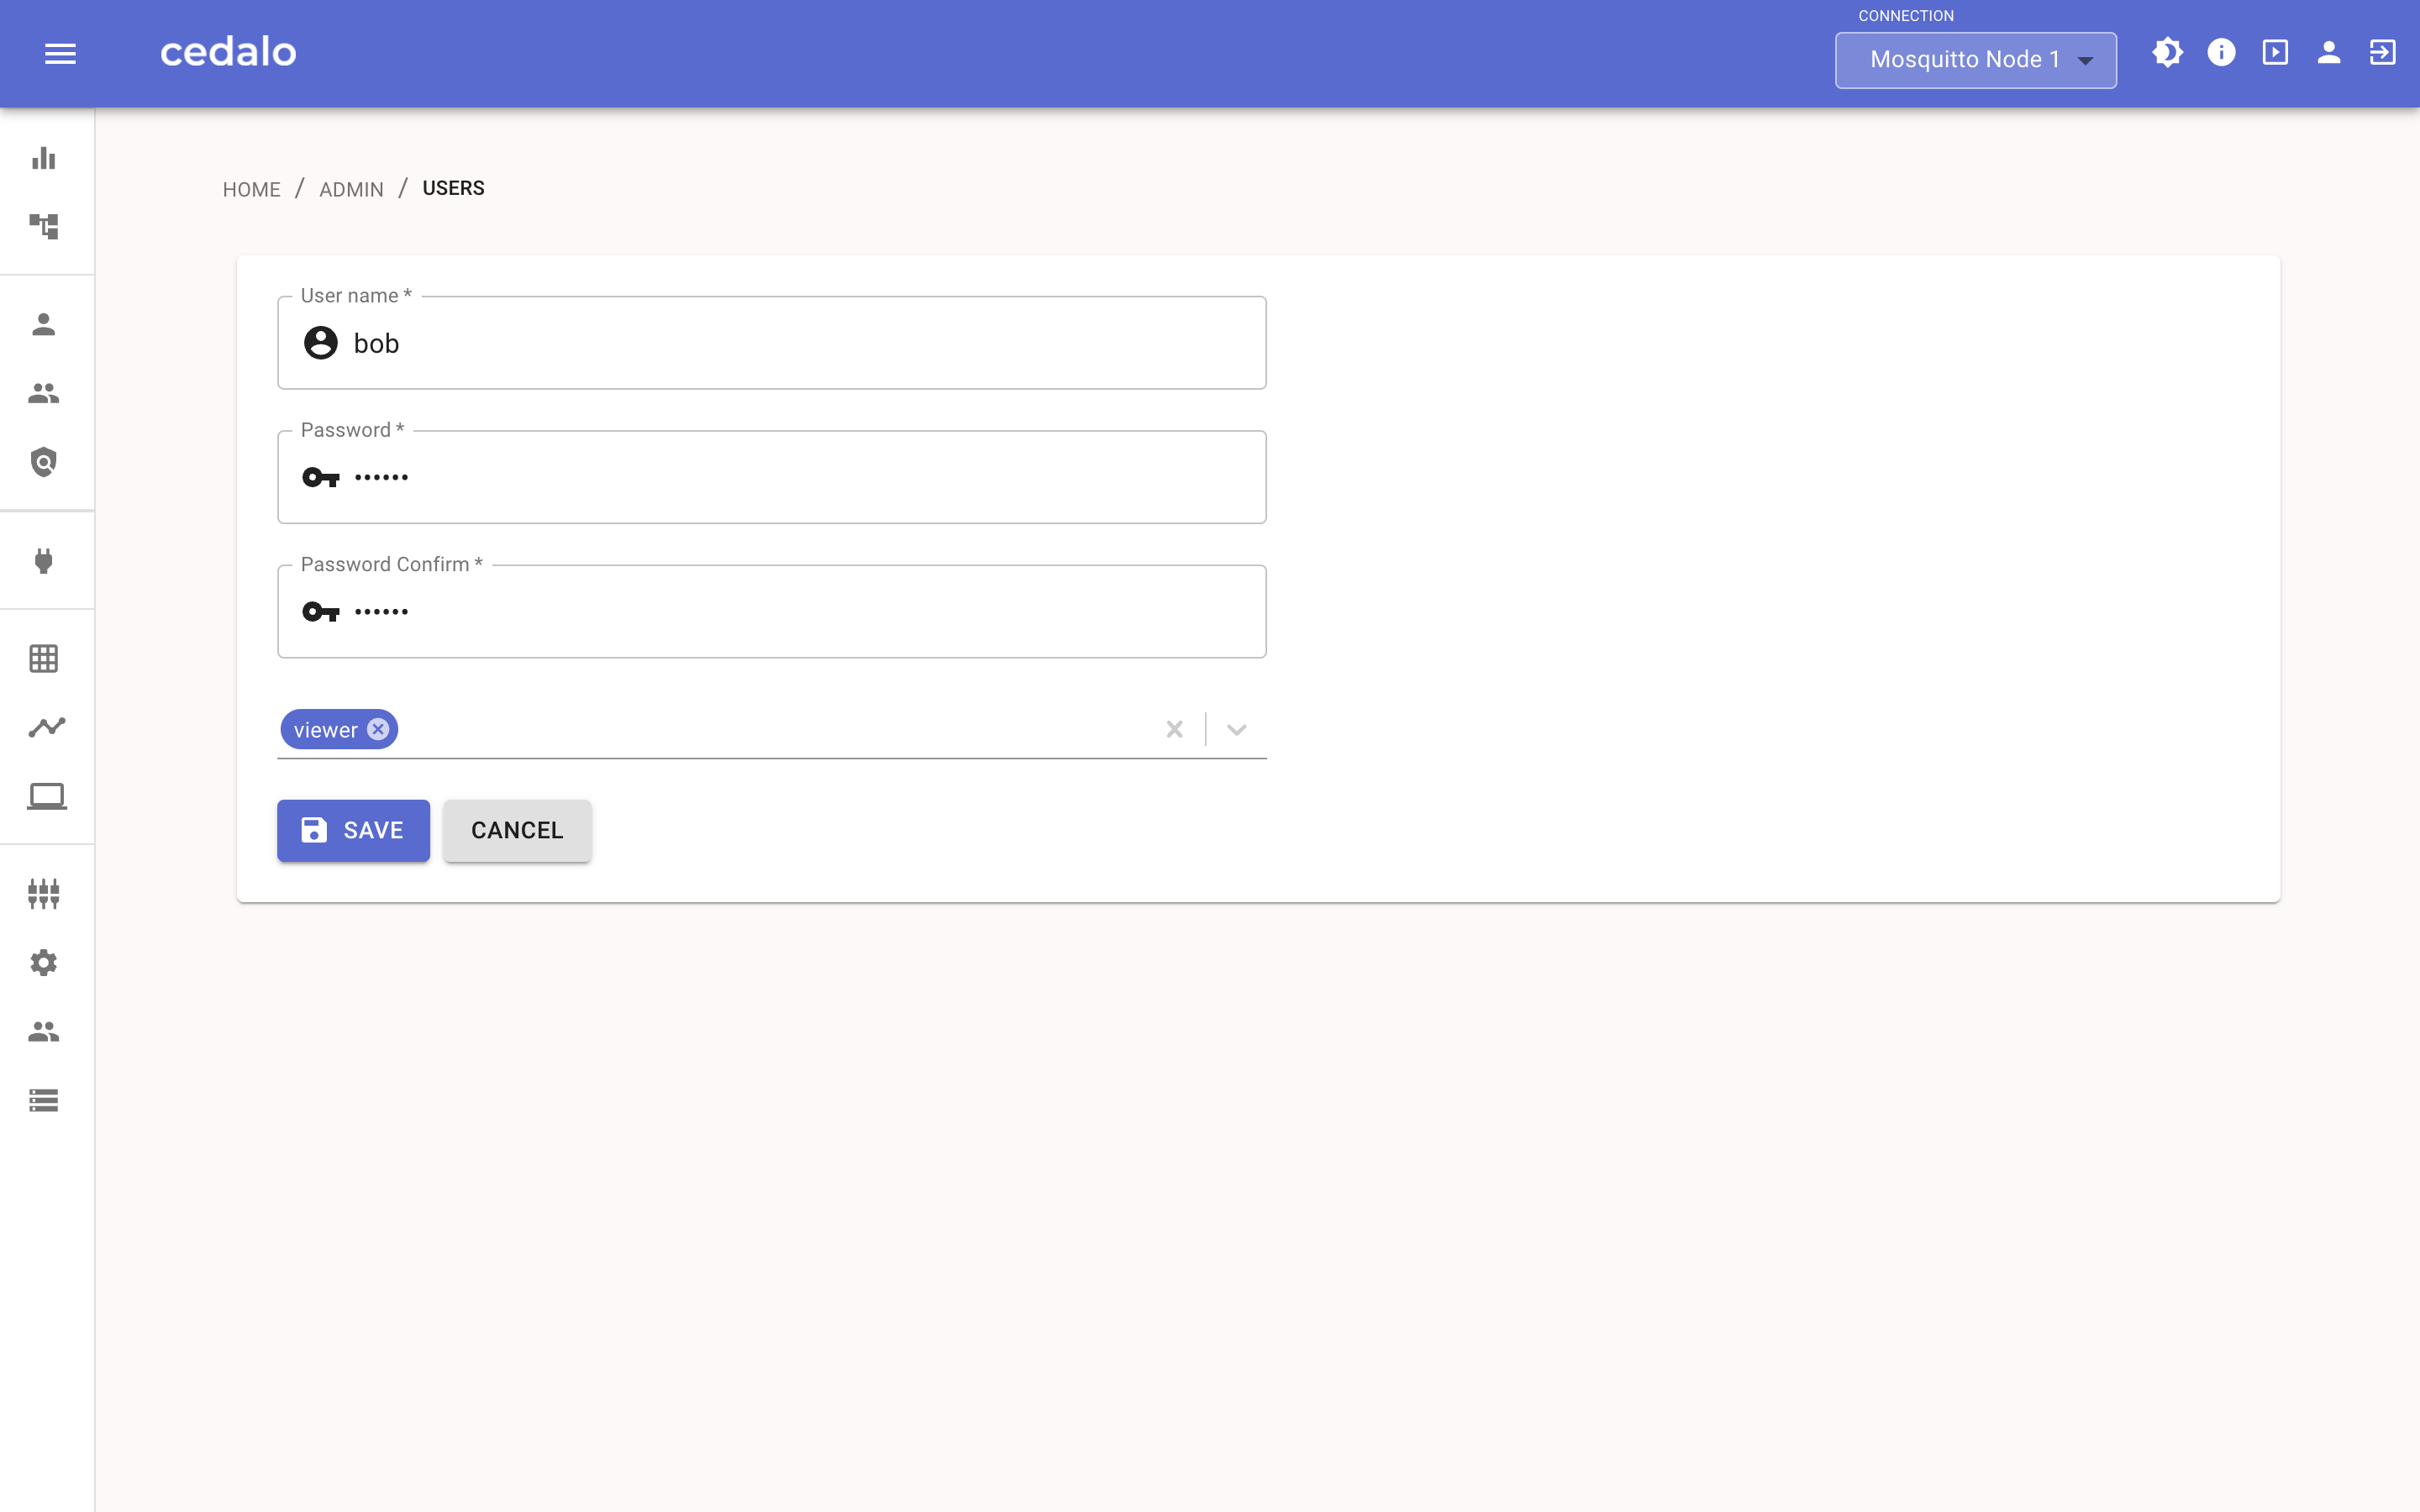 CONNECTION
cedalo
Mosquitto Node 1
HOME / ADMIN / USERS
User name *
bob
Password *
••••••
Password Confirm *
••••••
viewer
SAVE CANCEL